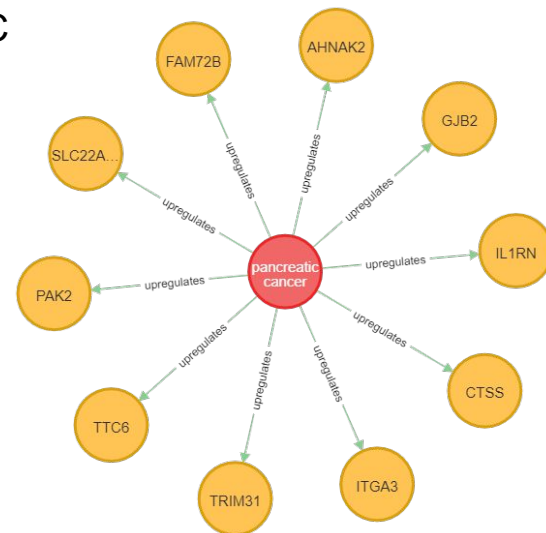 C
AHNAK2
FAM72B
GJB2
upregulates
upregulates
SLC22A...
upregulates
upregulates
IL1RN
pancreatic
cancer
upregulates
upregulates
PAK2
upregulates
upregulates
upregulates
upregulates
CTSS
TTC6
ITGA3
TRIM31